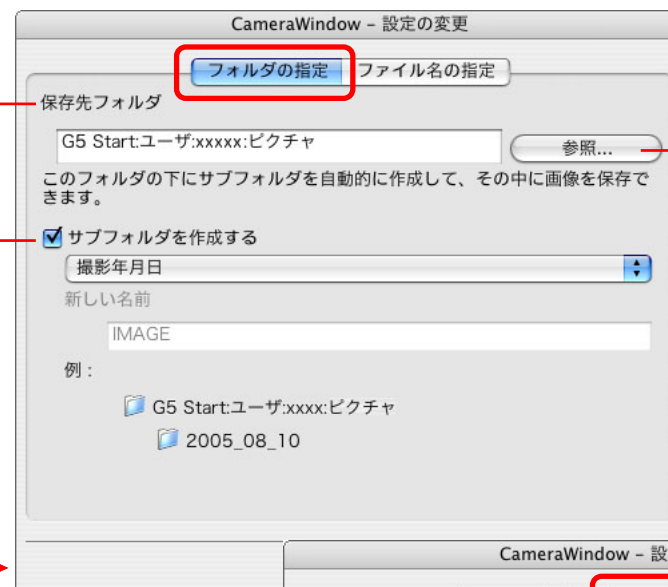 CameraWindow – 設定の変更
フォルダの指定 ファイル名の指定
保存先フォルダ
G5 Start:ユーザ:xxxxx:ピクチャ 参照...
このフォルダの下にサブフォルダを自動的に作成して、その中に画像を保存で
きます。
サブフォルダを作成する
撮影年月日
新しい名前
IMAGE
例：
G5 Start:ユーザ:xxxx:ピクチャ
2005_08_10
CameraWindow – 設